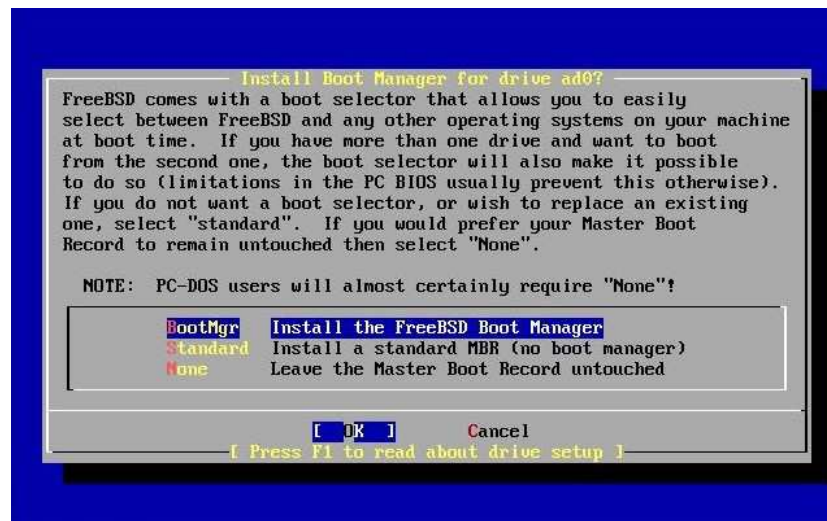 Install Boot Manager for drive ad0?
FreeBSD comes with a boot selector that allows you to easily
select between FreeBSD and any other operating systems on your machine
at boot time.  If you have more than one drive and want to boot
from the second one, the boot selector will also make it possible
to do so (limitations in the PC BIOS usually prevent this otherwise).
If you do not want a boot selector, or wish to replace an existing
one, select "standard".  If you would prefer your Master Boot
Record to remain untouched then select "None".
NOTE:  PC-DOS users will almost certainly require "None"!
BootMgr   Install the FreeBSD Boot Manager
Standard  Install a standard MBR (no boot manager)
None      Leave the Master Boot Record untouched
[  OK  ]     Cancel
[ Press F1 to read about drive setup ]